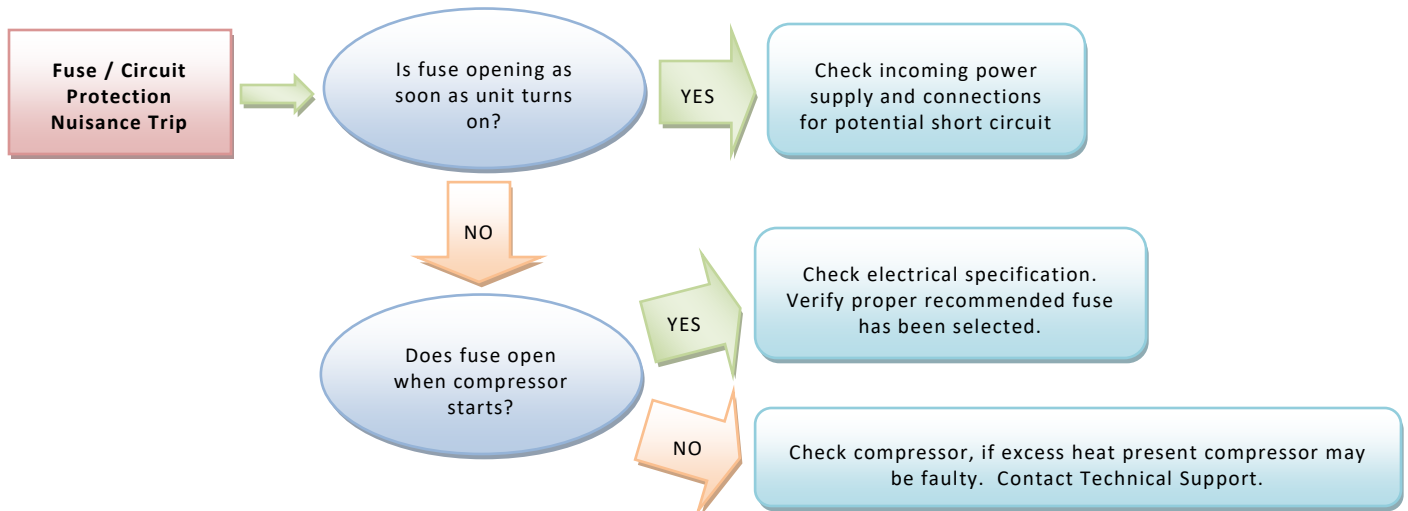 Fuse / Circuit
Protection
Nuisance Trip
Is fuse opening as
soon as unit turns
on?
YES
Check incoming power
supply and connections
for potential short circuit
NO
Does fuse open
when compressor
starts?
YES
Check electrical specification.
Verify proper recommended fuse
has been selected.
NO
Check compressor, if excess heat present compressor may
be faulty.  Contact Technical Support.